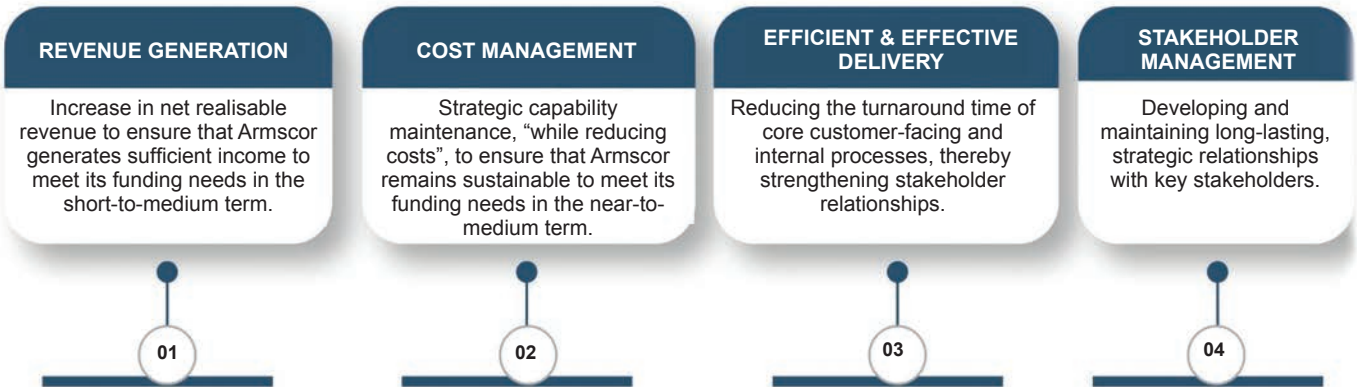 REVENUE GENERATION
Increase in net realisable
revenue to ensure that Armscor
generates sufficient income to
meet its funding needs in the
short-to-medium term.
01
COST MANAGEMENT
Strategic capability
maintenance, “while reducing
costs”, to ensure that Armscor
remains sustainable to meet its
funding needs in the near-to-
medium term.
02
EFFICIENT & EFFECTIVE
DELIVERY
Reducing the turnaround time of
core customer-facing and
internal processes, thereby
strengthening stakeholder
relationships.
03
STAKEHOLDER
MANAGEMENT
Developing and
maintaining long-lasting,
strategic relationships
with key stakeholders.
04